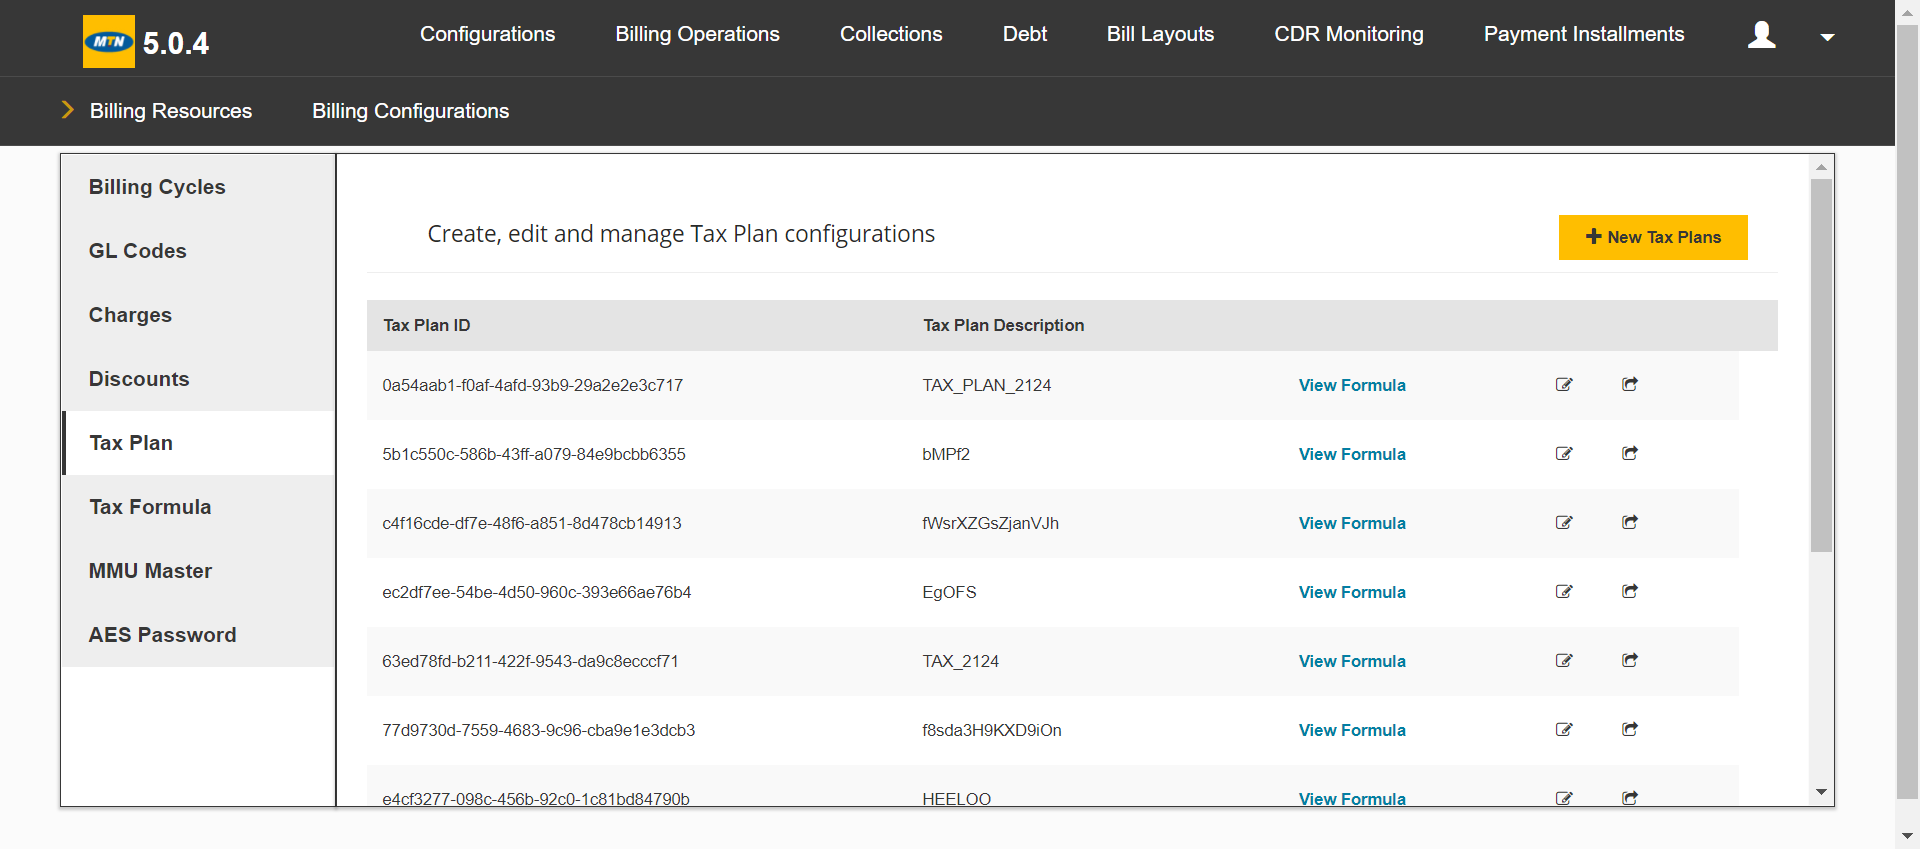 MTN 5.0.4
Configurations Billing Operations Collections Debt Bill Layouts CDR Monitoring Payment Installments
Billing Resources Billing Configurations
Billing Cycles
GL Codes
Charges
Discounts
Tax Plan
Tax Formula
MMU Master
AES Password
Create, edit and manage Tax Plan configurations
New Tax Plans
Tax Plan ID Tax Plan Description
0a54aab1-f0af-4afd-93b9-29a2e2e3c717 TAX_PLAN_2124 View Formula
5b1c550c-586b-43ff-a079-84e9bcbb6355 bMPf2 View Formula
c4f16cde-df7e-48f6-a851-8d478cb14913 fWsrXZGsZjanVJh View Formula
ec2df7ee-54be-4d50-960c-393e66ae76b4 EgOFS View Formula
63ed78fd-b211-422f-9543-da9c8ecccf71 TAX_2124 View Formula
77d9730d-7559-4683-9c96-cba9e1e3dcb3 f8sda3H9KXD9iOn View Formula
e4cf3277-098c-456b-92c0-1c81bd84790b HEELOO View Formula